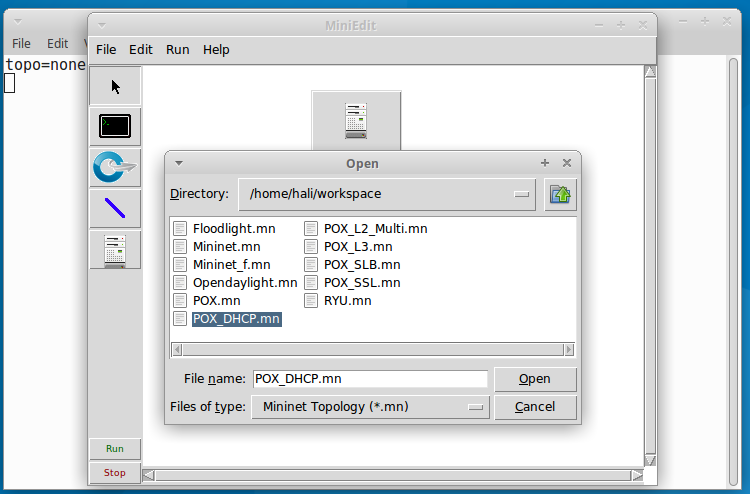 MiniEdit
File Edit
File Edit Run Help
topo=none
Open
Directory: /home/hali/workspace
Floodlight.mn POX_L2_Multi.mn
Mininet.mn POX_L3.mn
Mininet_f.mn POX_SLB.mn
Opendaylight.mn POX_SSL.mn
POX.mn RYU.mn
POX_DHCP.mn
File name: POX_DHCP.mn Open
Files of type: Mininet Topology (*.mn) Cancel
Run
Stop